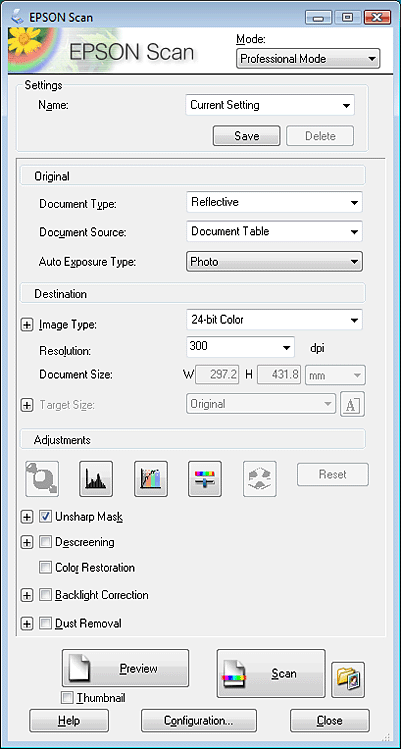 EPSON Scan
EPSON Scan
Mode:
Professional Mode
Settings
Name: Current Setting
Save Delete
Original
Document Type: Reflective
Document Source: Document Table
Auto Exposure Type: Photo
Destination
Image Type: 24-bit Color
Resolution: 300 dpi
Document Size: W 297.2 H 431.8 mm
Target Size: Original A
Adjustments
Reset
Unsharp Mask
Descreening
Color Restoration
Backlight Correction
Dust Removal
Preview Scan
Thumbnail
Help Configuration... Close